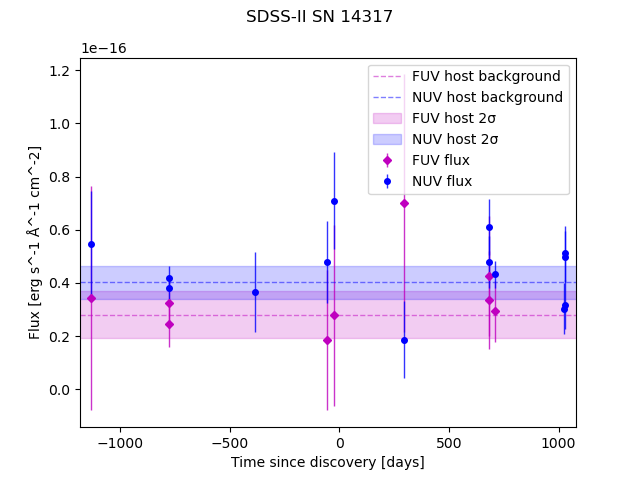 SDSS-II SN 14317
1e−16
FUV host background
NUV host background
FUV host 2σ
NUV host 2σ
FUV flux
NUV flux
1.2
1.0
0.8
0.6
0.4
0.2
0.0
Flux [erg s^-1 Å^-1 cm^-2]
−1000
−500
0
500
1000
Time since discovery [days]